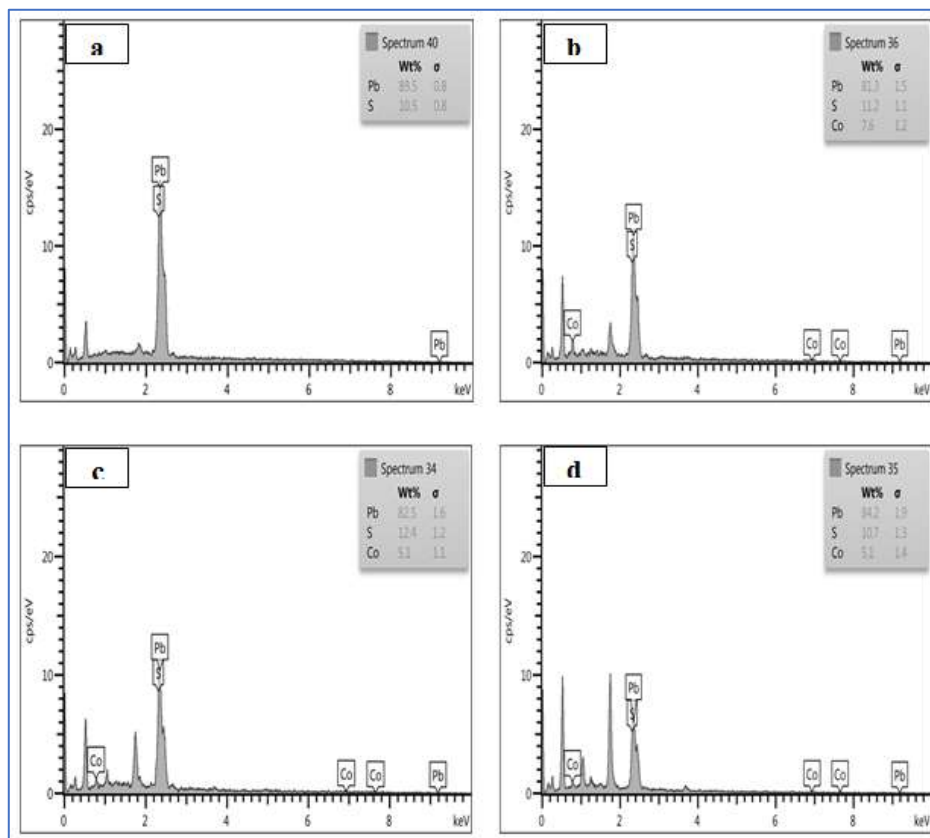 a
Spectrum 40
Wt% σ
Pb 89.5 0.8
S 10.5 0.8
cps/eV
20
10
0
Pb
S
Pb
0 2 4 6 8 keV
b
Spectrum 36
Wt% σ
Pb 81.3 1.5
S 11.2 1.1
Co 7.6 1.2
cps/eV
20
10
0
Pb
S
Co
Co Co Pb
0 2 4 6 8 keV
c
Spectrum 34
Wt% σ
Pb 82.5 1.6
S 12.4 1.2
Co 5.1 1.1
cps/eV
20
10
0
Pb
S
Co
Co Co Pb
0 2 4 6 8 keV
d
Spectrum 35
Wt% σ
Pb 84.2 1.9
S 10.7 1.3
Co 5.2 1.4
cps/eV
20
10
0
Pb
S
Co
Co Co Pb
0 2 4 6 8 keV